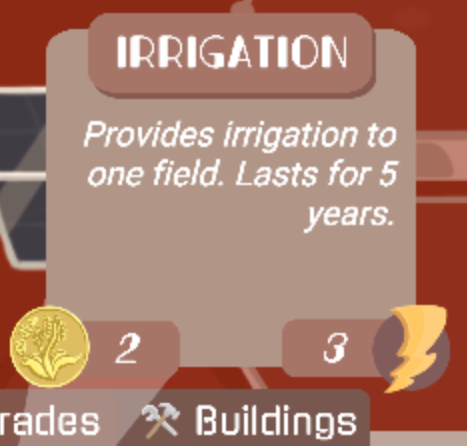 IRRIGATION
Provides irrigation to
one field. Lasts for 5
years.
2
3
rades
Buildings